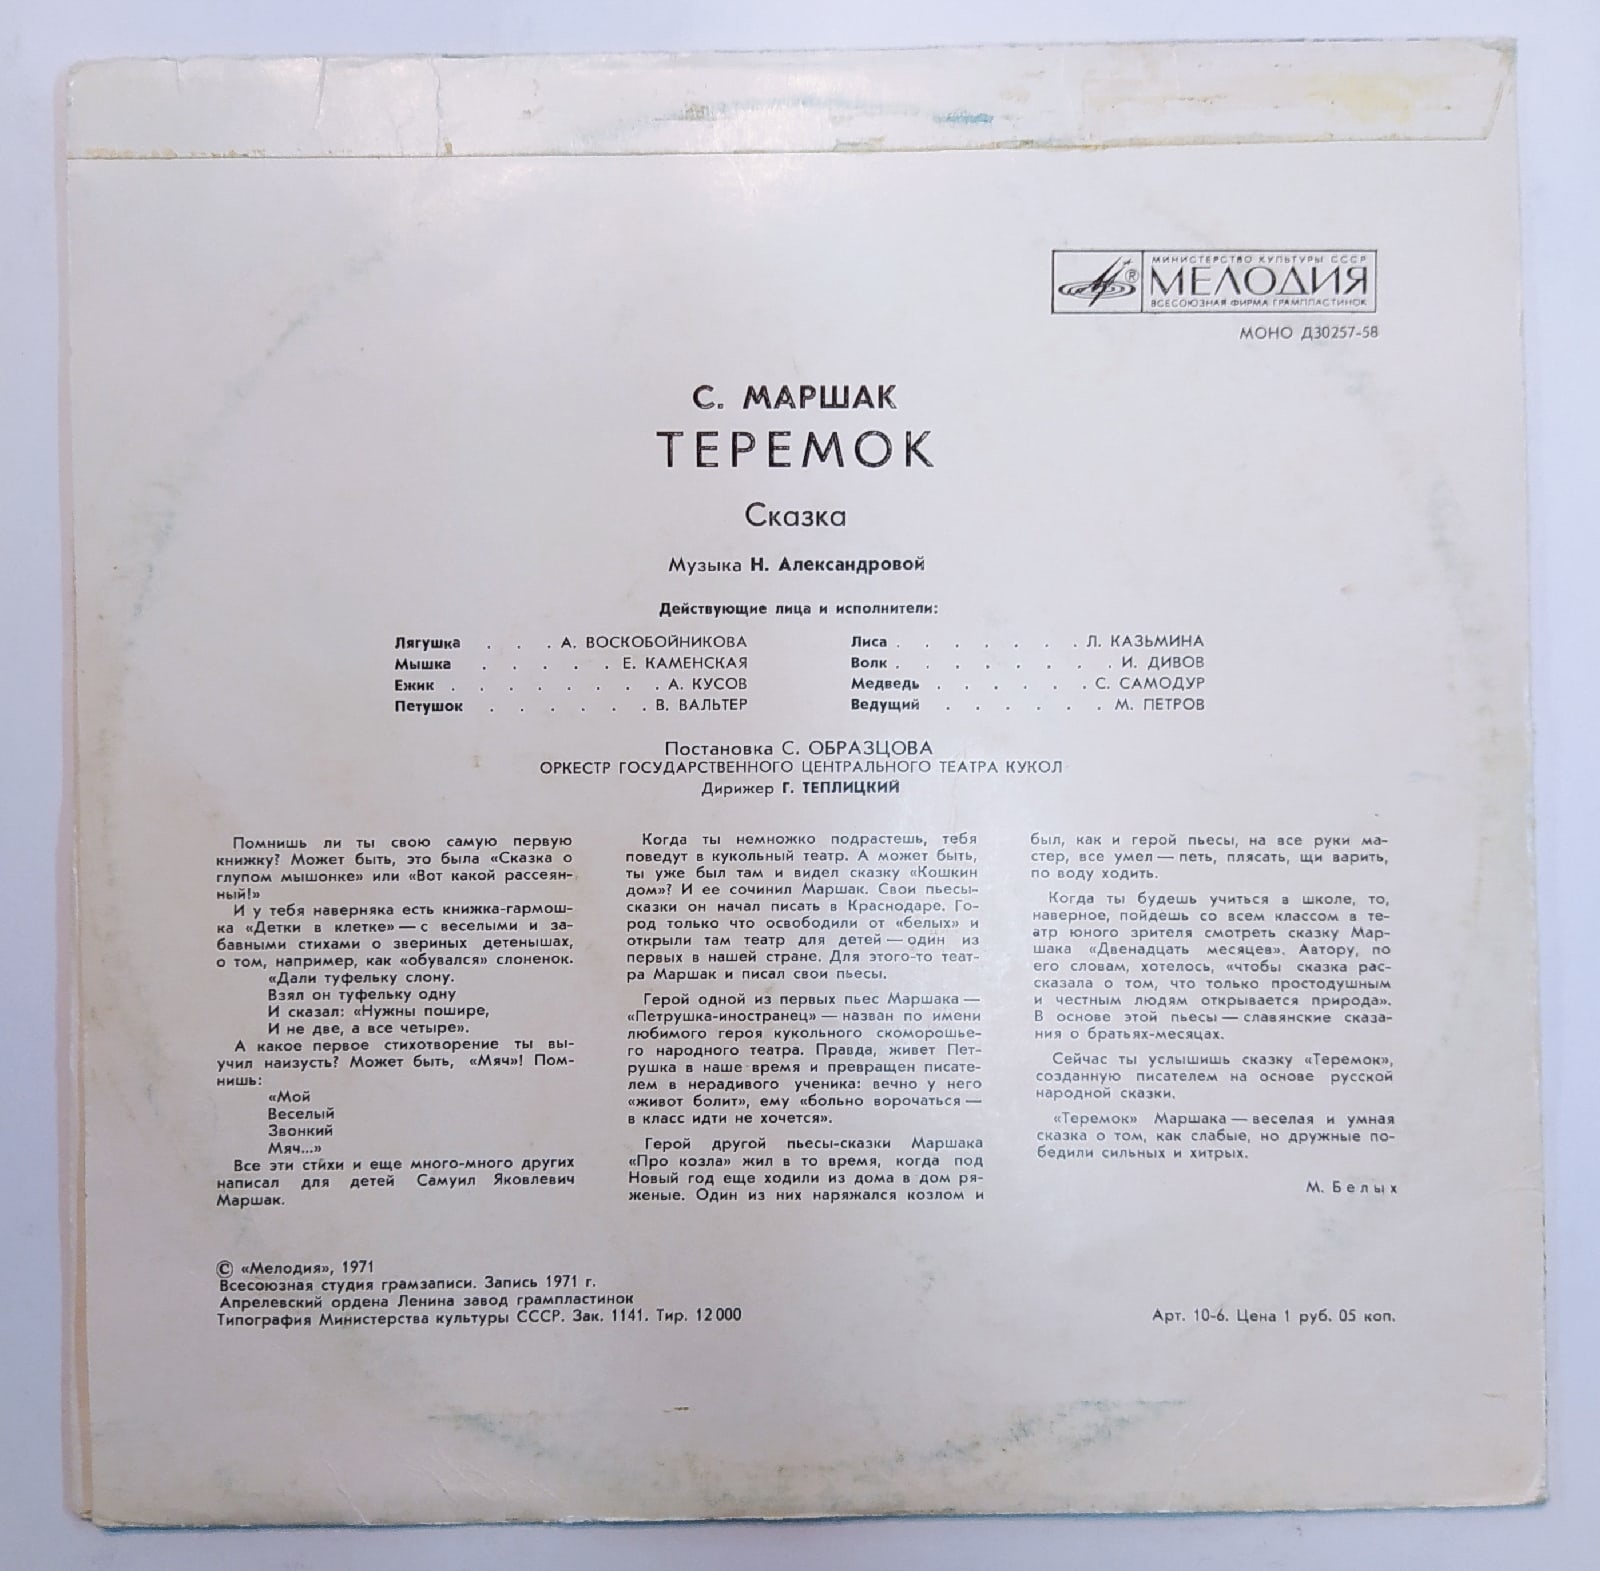 МИНИСТЕРСТВО КУЛЬТУРЫ СССР
МЕЛОДИЯ
ВСЕСОЮЗНАЯ ФИРМА ГРАМПЛАСТИНОК
МОНО Д30257-58
С. МАРШАК
ТЕРЕМОК
Сказка
Музыка Н. Александровой
Действующие лица и исполнители:
Лягушка . . . А. ВОСКОБОЙНИКОВА
Мышка . . . . . Е. КАМЕНСКАЯ
Ежик . . . . . . . . А. КУСОВ
Петушок . . . . . . В. ВАЛЬТЕР
Лиса . . . . . . . Л. КАЗЬМИНА
Волк . . . . . . . . И. ДИВОВ
Медведь . . . . . . С. САМОДУР
Ведущий . . . . . . М. ПЕТРОВ
Постановка С. ОБРАЗЦОВА
ОРКЕСТР ГОСУДАРСТВЕННОГО ЦЕНТРАЛЬНОГО ТЕАТРА КУКОЛ
Дирижер Г. ТЕПЛИЦКИЙ
Помнишь ли ты свою самую первую
книжку? Может быть, это была «Сказка о
глупом мышонке» или «Вот какой рассеян-
ный!»
И у тебя наверняка есть книжка-гармош-
ка «Детки в клетке» — с веселыми и за-
бавными стихами о звериных детенышах,
о том, например, как «обувался» слоненок.
«Дали туфельку слону.
Взял он туфельку одну
И сказал: «Нужны пошире,
И не две, а все четыре».
А какое первое стихотворение ты вы-
учил наизусть? Может быть, «Мяч»! Пом-
нишь:
«Мой
Веселый
Звонкий
Мяч...»
Все эти стихи и еще много-много других
написал для детей Самуил Яковлевич
Маршак.
Когда ты немножко подрастешь, тебя
поведут в кукольный театр. А может быть,
ты уже был там и видел сказку «Кошкин
дом»? И ее сочинил Маршак. Свои пьесы-
сказки он начал писать в Краснодаре. Го-
род только что освободили от «белых» и
открыли там театр для детей — один из
первых в нашей стране. Для этого-то теат-
ра Маршак и писал свои пьесы.
Герой одной из первых пьес Маршака —
«Петрушка-иностранец» — назван по имени
любимого героя кукольного скоморошье-
го народного театра. Правда, живет Пет-
рушка в наше время и превращен писате-
лем в нерадивого ученика: вечно у него
«живот болит», ему «больно ворочаться —
в класс идти не хочется».
Герой другой пьесы-сказки Маршака
«Про козла» жил в то время, когда под
Новый год еще ходили из дома в дом ря-
женые. Один из них наряжался козлом и
был, как и герой пьесы, на все руки ма-
стер, все умел — петь, плясать, щи варить,
по воду ходить.
Когда ты будешь учиться в школе, то,
наверное, пойдешь со всем классом в те-
атр юного зрителя смотреть сказку Мар-
шака «Двенадцать месяцев». Автору, по
его словам, хотелось, «чтобы сказка рас-
сказала о том, что только простодушным
и честным людям открывается природа».
В основе этой пьесы — славянские сказа-
ния о братьях-месяцах.
Сейчас ты услышишь сказку «Теремок»,
созданную писателем на основе русской
народной сказки.
«Теремок» Маршака — веселая и умная
сказка о том, как слабые, но дружные по-
бедили сильных и хитрых.
М. Белых
© «Мелодия», 1971
Всесоюзная студия грамзаписи. Запись 1971 г.
Апрелевский ордена Ленина завод грампластинок
Типография Министерства культуры СССР. Зак. 1141. Тир. 12 000
Арт. 10-6. Цена 1 руб. 05 коп.